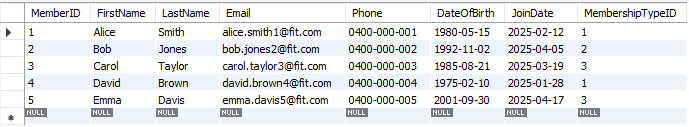 MemberID FirstName LastName Email Phone DateOfBirth JoinDate MembershipTypeID
1 Alice Smith alice.smith1@fit.com 0400-000-001 1980-05-15 2025-02-12 1
2 Bob Jones bob.jones2@fit.com 0400-000-002 1992-11-02 2025-04-05 2
3 Carol Taylor carol.taylor3@fit.com 0400-000-003 1985-08-21 2025-03-19 3
4 David Brown david.brown4@fit.com 0400-000-004 1975-02-10 2025-01-28 1
5 Emma Davis emma.davis5@fit.com 0400-000-005 2001-09-30 2025-04-17 3
NULL NULL NULL NULL NULL NULL NULL NULL